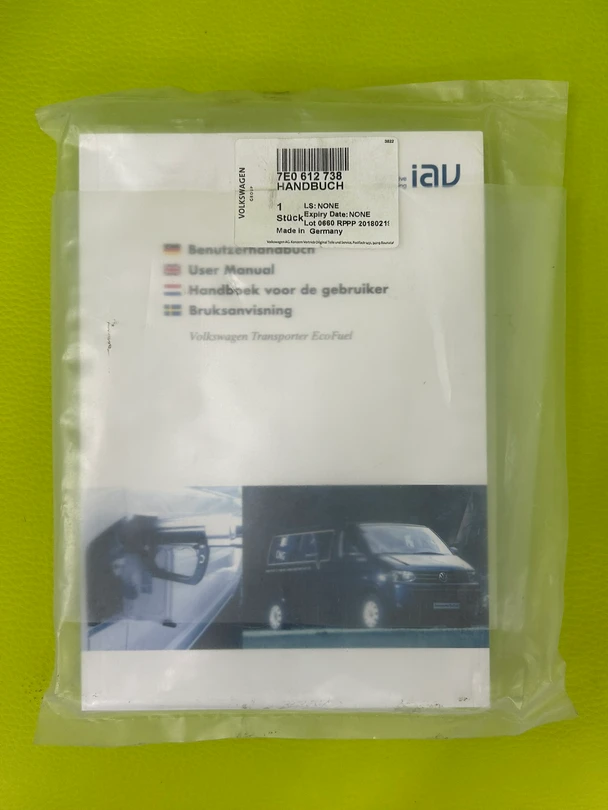 3932
VOLKSWAGEN
7E0 612 738
HANDBUCH
1
Stück
LS: NONE
Expiry Date: NONE
Lot 0660 RPPP 2018021
Made in Germany
iav
Benutzerhandbuch
User Manual
Handboek voor de gebruiker
Bruksanvisning
Volkswagen Transporter EcoFuel